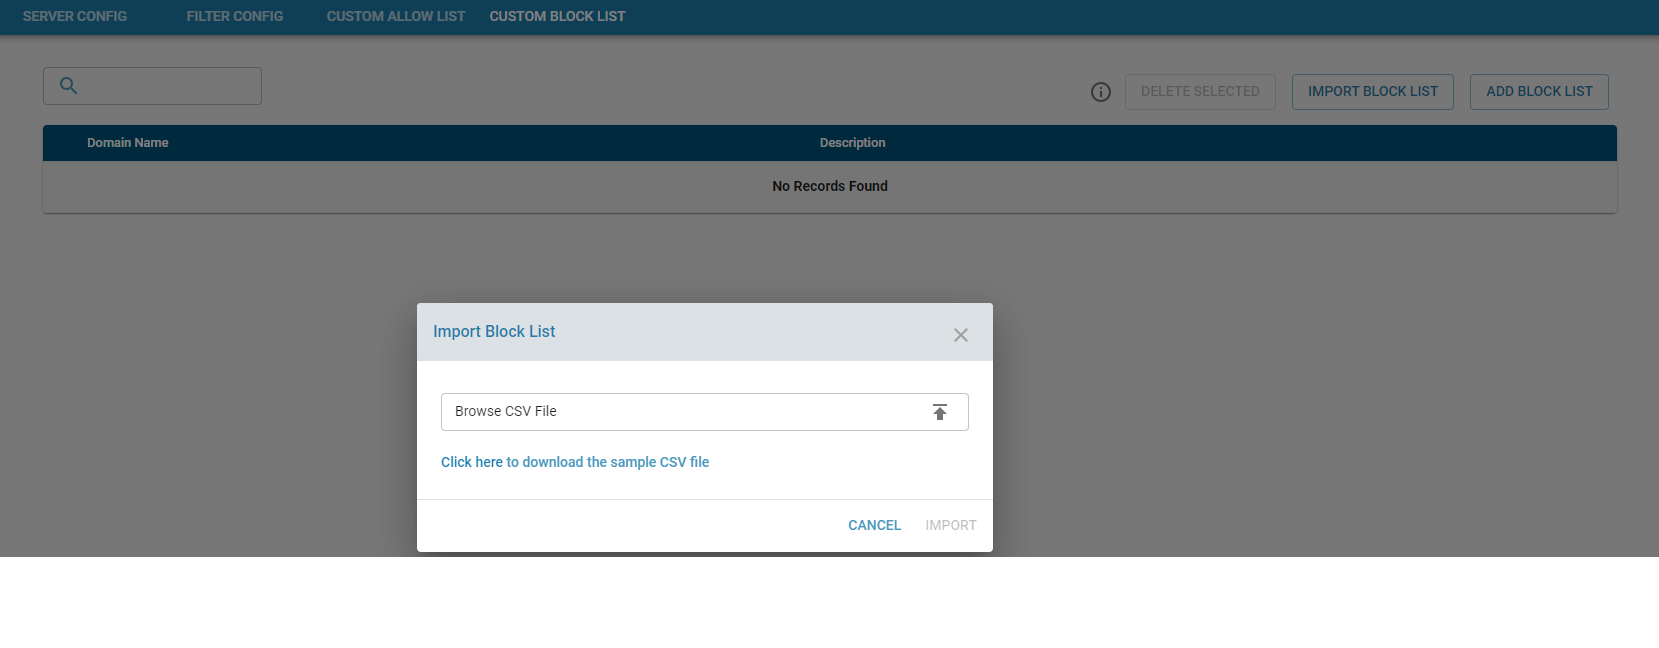 SERVER CONFIG FILTER CONFIG CUSTOM ALLOW LIST CUSTOM BLOCK LIST
DELETE SELECTED IMPORT BLOCK LIST ADD BLOCK LIST
Domain Name Description
No Records Found
Import Block List
Browse CSV File
Click here to download the sample CSV file
CANCEL IMPORT